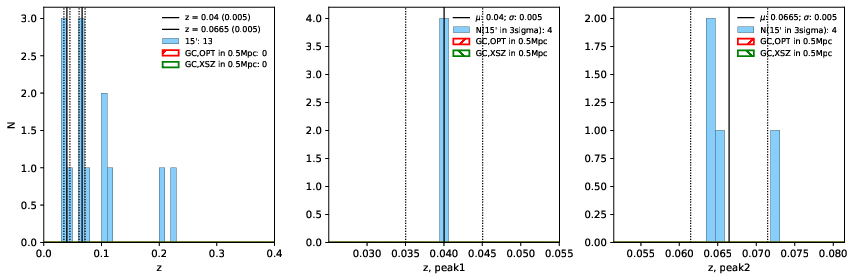 z = 0.04 (0.005)
z = 0.0665 (0.005)
15': 13
GC,OPT in 0.5Mpc: 0
GC,XSZ in 0.5Mpc: 0
N
3.0
2.5
2.0
1.5
1.0
0.5
0.0
0.0 0.1 0.2 0.3 0.4
z
μ: 0.04; σ: 0.005
N(15' in 3sigma): 4
GC,OPT in 0.5Mpc
GC,XSZ in 0.5Mpc
4.0
3.5
3.0
2.5
2.0
1.5
1.0
0.5
0.0
0.030 0.035 0.040 0.045 0.050 0.055
z, peak1
μ: 0.0665; σ: 0.005
N(15' in 3sigma): 4
GC,OPT in 0.5Mpc
GC,XSZ in 0.5Mpc
2.00
1.75
1.50
1.25
1.00
0.75
0.50
0.25
0.00
0.055 0.060 0.065 0.070 0.075 0.080
z, peak2